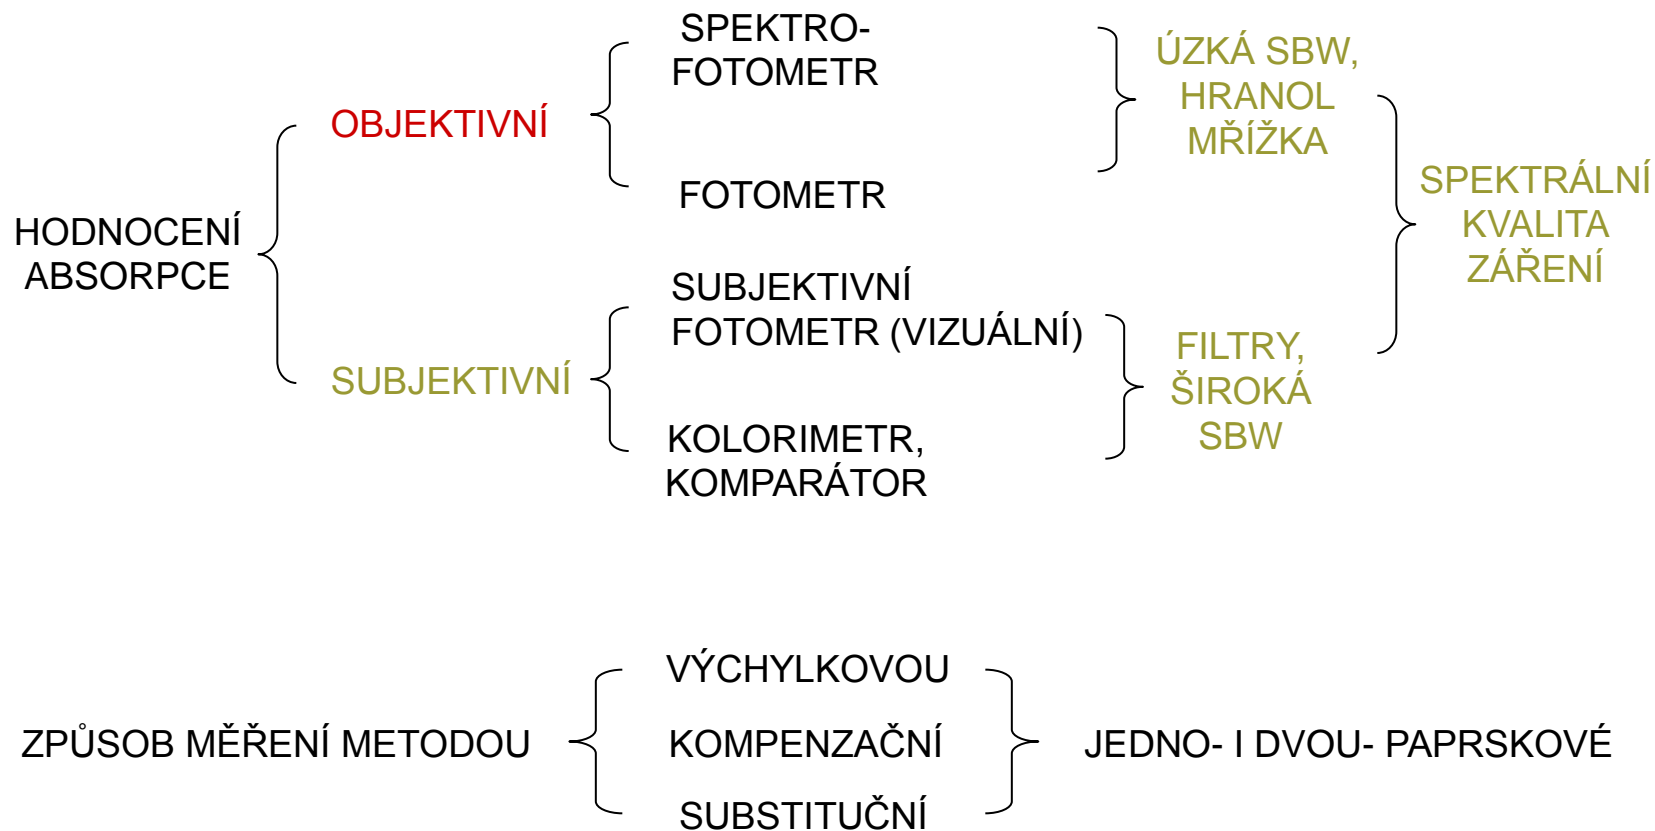 HODNOCENÍ
ABSORPCE
OBJEKTIVNÍ
SUBJEKTIVNÍ
SPEKTRO-
FOTOMETR
FOTOMETR
SUBJEKTIVNÍ
FOTOMETR (VIZUÁLNÍ)
KOLORIMETR,
KOMPARÁTOR
ÚZKÁ SBW,
HRANOL
MŘÍŽKA
FILTRY,
ŠIROKÁ
SBW
SPEKTRÁLNÍ
KVALITA
ZÁŘENÍ
ZPŮSOB MĚŘENÍ METODOU
VÝCHYLKOVOU
KOMPENZAČNÍ
SUBSTITUČNÍ
JEDNO- I DVOU- PAPRSKOVÉ